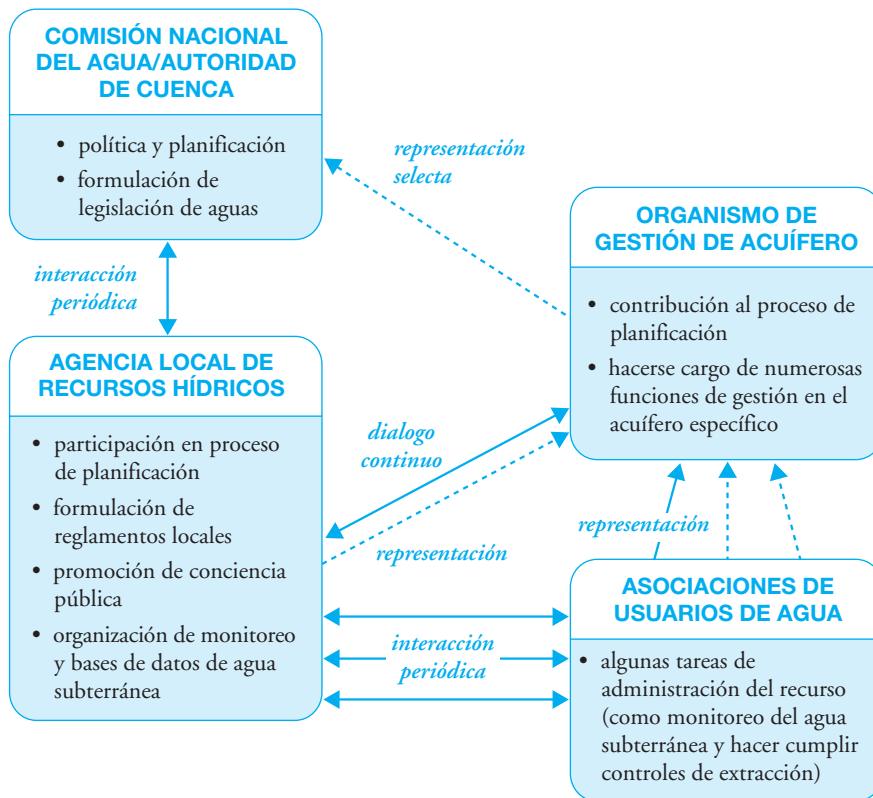 COMISIÓN NACIONAL
DEL AGUA/AUTORIDAD
DE CUENCA
• política y planificación
• formulación de
legislación de aguas
representación
selecta
ORGANISMO DE
GESTIÓN DE ACUÍFERO
• contribución al proceso de
planificación
• hacerse cargo de numerosas
funciones de gestión en el
acuífero específico
interacción
periódica
AGENCIA LOCAL DE
RECURSOS HÍDRICOS
• participación en proceso
de planificación
• formulación de
reglamentos locales
• promoción de conciencia
pública
• organización de monitoreo
y bases de datos de agua
subterránea
dialogo
continuo
representación
representación
interacción
periódica
ASOCIACIONES DE
USUARIOS DE AGUA
• algunas tareas de
administración del recurso
(como monitoreo del agua
subterránea y hacer cumplir
controles de extracción)